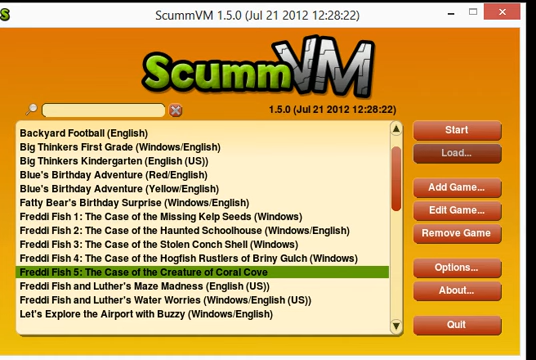 ScummVM 1.5.0 (Jul 21 2012 12:28:22)
ScummVM
1.5.0 (Jul 21 2012 12:28:22)
Backyard Football (English)
Big Thinkers First Grade (Windows/English)
Big Thinkers Kindergarten (English (US))
Blue's Birthday Adventure (Red/English)
Blue's Birthday Adventure (Yellow/English)
Fatty Bear's Birthday Surprise (Windows/English)
Freddi Fish 1: The Case of the Missing Kelp Seeds (Windows)
Freddi Fish 2: The Case of the Haunted Schoolhouse (Windows/English)
Freddi Fish 3: The Case of the Stolen Conch Shell (Windows)
Freddi Fish 4: The Case of the Hogfish Rustlers of Briny Gulch (Windows)
Freddi Fish 5: The Case of the Creature of Coral Cove
Freddi Fish and Luther's Maze Madness (English (US))
Freddi Fish and Luther's Water Worries (Windows/English (US))
Let's Explore the Airport with Buzzy (Windows/English)
Start
Load...
Add Game...
Edit Game...
Remove Game
Options...
About...
Quit